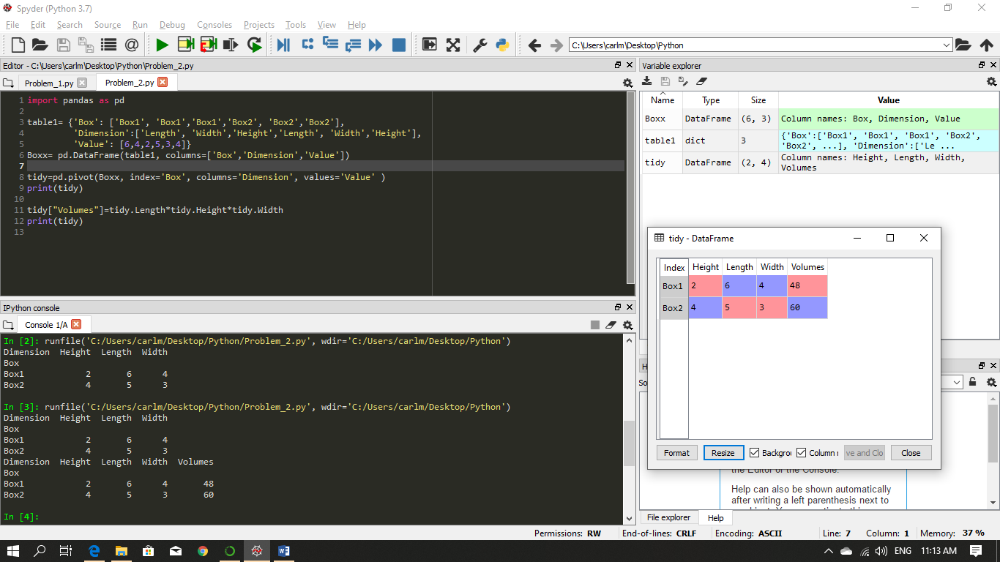 Spyder (Python 3.7)
File Edit Search Source Run Debug Consoles Projects Tools View Help
C:\Users\carlm\Desktop\Python
Editor - C:\Users\carlm\Desktop\Python\Problem_2.py
Problem_1.py Problem_2.py
1 import pandas as pd
2
3 table1= {'Box': ['Box1', 'Box1','Box1','Box2', 'Box2','Box2'],
4 'Dimension':['Length', 'Width','Height','Length', 'Width','Height'],
5 'Value': [6,4,2,5,3,4]}
6 Boxx= pd.DataFrame(table1, columns=['Box','Dimension','Value'])
7
8 tidy=pd.pivot(Boxx, index='Box', columns='Dimension', values='Value' )
9 print(tidy)
10
11 tidy["Volumes"]=tidy.Length*tidy.Height*tidy.Width
12 print(tidy)
13
IPython console
Console 1/A
In [2]: runfile('C:/Users/carlm/Desktop/Python/Problem_2.py', wdir='C:/Users/carlm/Desktop/Python')
Dimension Height Length Width
Box
Box1 2 6 4
Box2 4 5 3
In [3]: runfile('C:/Users/carlm/Desktop/Python/Problem_2.py', wdir='C:/Users/carlm/Desktop/Python')
Dimension Height Length Width
Box
Box1 2 6 4
Box2 4 5 3
Dimension Height Length Width Volumes
Box
Box1 2 6 4 48
Box2 4 5 3 60
In [4]:
Variable explorer
Name Type Size Value
Boxx DataFrame (6, 3) Column names: Box, Dimension, Value
table1 dict 3 {'Box':['Box1', 'Box1', 'Box1', 'Box2',
'Box2', ...], 'Dimension':['Le ...
tidy DataFrame (2, 4) Column names: Height, Length, Width,
Volumes
tidy - DataFrame
Index Height Length Width Volumes
Box1 2 6 4 48
Box2 4 5 3 60
Format Resize Backgrou Column ve and Clo Close
H
So
the Editor or the Console.
Help can also be shown automatically
after writing a left parenthesis next to
File explorer Help
Permissions: RW End-of-lines: CRLF Encoding: ASCII Line: 7 Column: 1 Memory: 37 %
ENG 11:13 AM